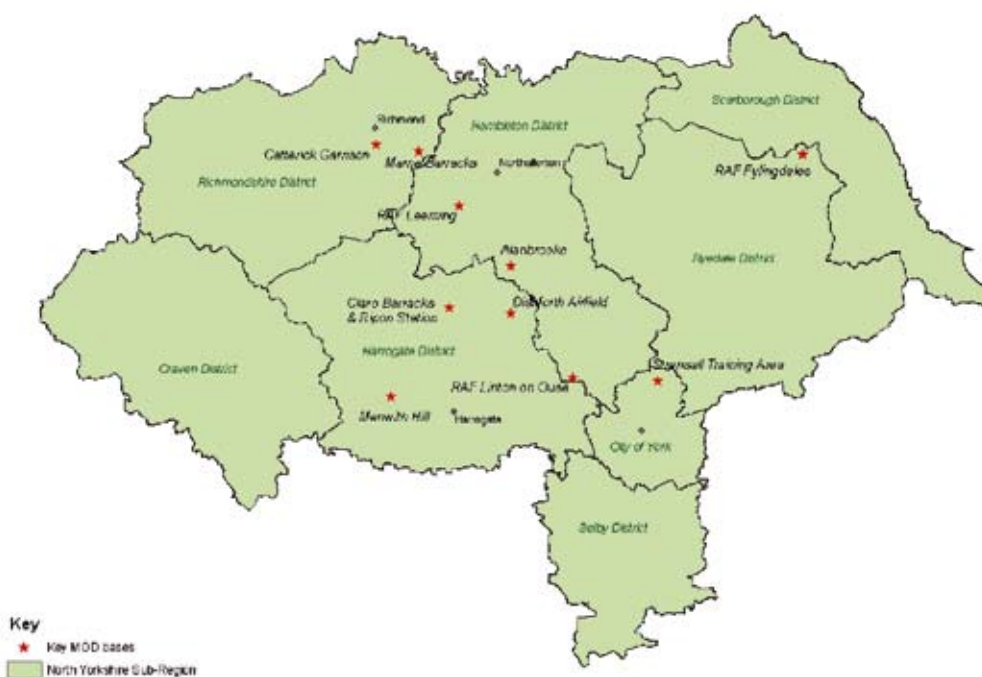 Scarborough District
Richmond
Hambleton District
Catterick Garrison
Marne Barracks
Northallerton
RAF Fylingdales
Richmondshire District
RAF Leeming
Alanbrooke
Ryedale District
Claro Barracks
& Ripon Station
Dishforth Airfield
Harrogate District
Craven District
RAF Linton on Ouse
Strensall Training Area
Menwith Hill
Harrogate
City of York
Selby District
Key
Key MOD bases
North Yorkshire Sub-Region